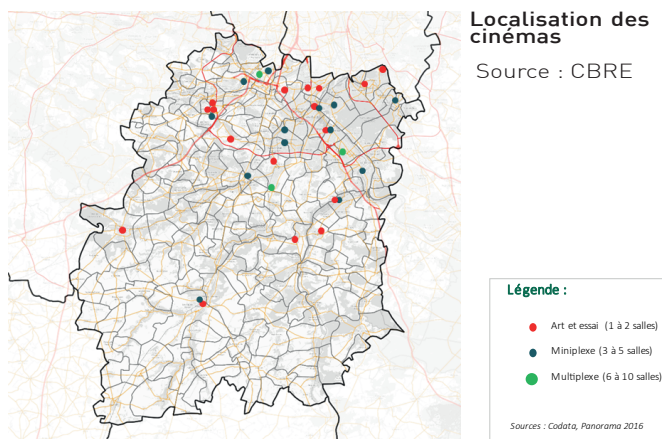 Localisation des
cinémas
Source : CBRE
Légende :
Art et essai (1 à 2 salles)
Miniplexe (3 à 5 salles)
Multiplexe (6 à 10 salles)
Sources : Codata, Panorama 2016